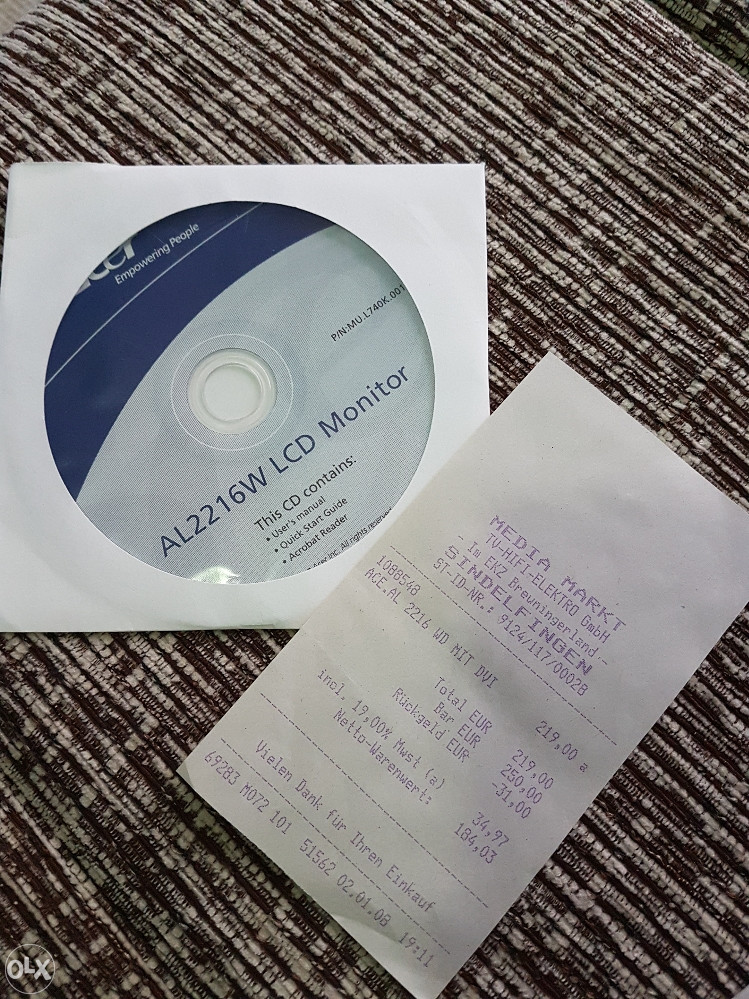 acer
Empowering People
P/N:MU.L740K.001
AL2216W LCD Monitor
This CD contains:
• User's manual
• Quick Start Guide
• Acrobat Reader
Acer Inc. All rights reserved
MEDIA MARKT
TV-HIFI-ELEKTRO GmbH
- Im EKZ Breuningerland -
SINDELFINGEN
ST-ID-NR.: 9124/117/00028
1088548
ACE.AL 2216 WD MIT DVI
219,00 a
Total EUR 219,00
Bar EUR 250,00
Rückgeld EUR -31,00
incl. 19,00% Mwst (a) 34,97
Netto-Warenwert: 184,03
Vielen Dank für Ihren Einkauf
69283 M072 101 51562 02.01.08 19:11
OLX